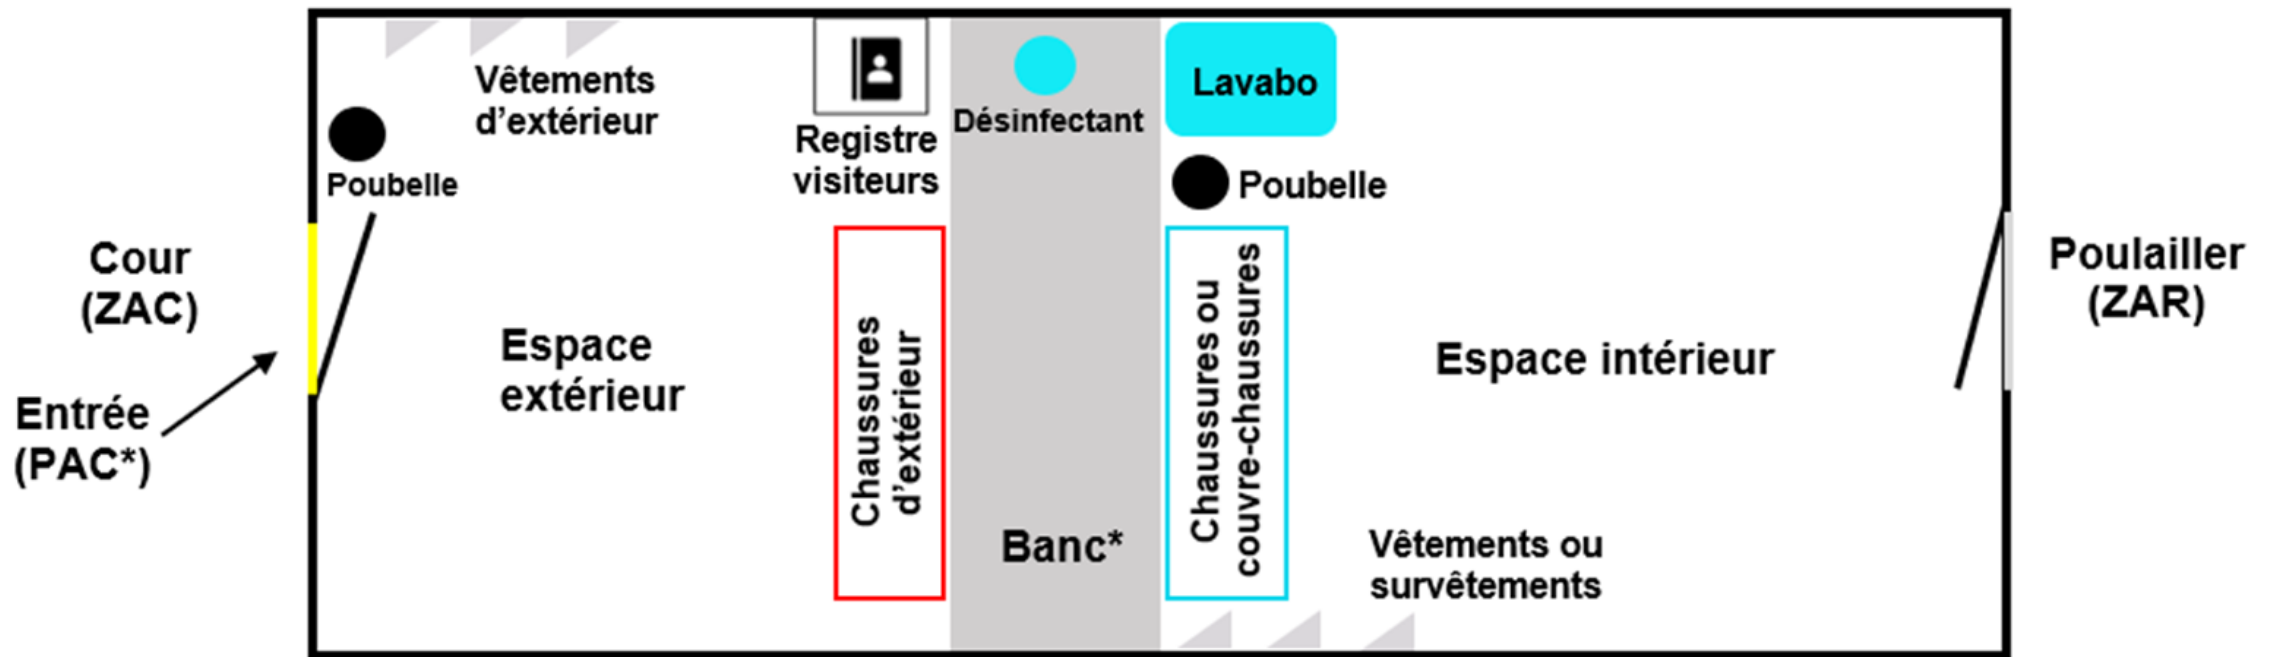 Cour
(ZAC)
Entrée
(PAC*)
Vêtements
d’extérieur
Poubelle
Espace
extérieur
Registre
visiteurs
Chaussures
d’extérieur
Désinfectant
Banc*
Lavabo
Poubelle
Chaussures ou
couvre-chaussures
Espace intérieur
Vêtements ou
survêtements
Poulailler
(ZAR)